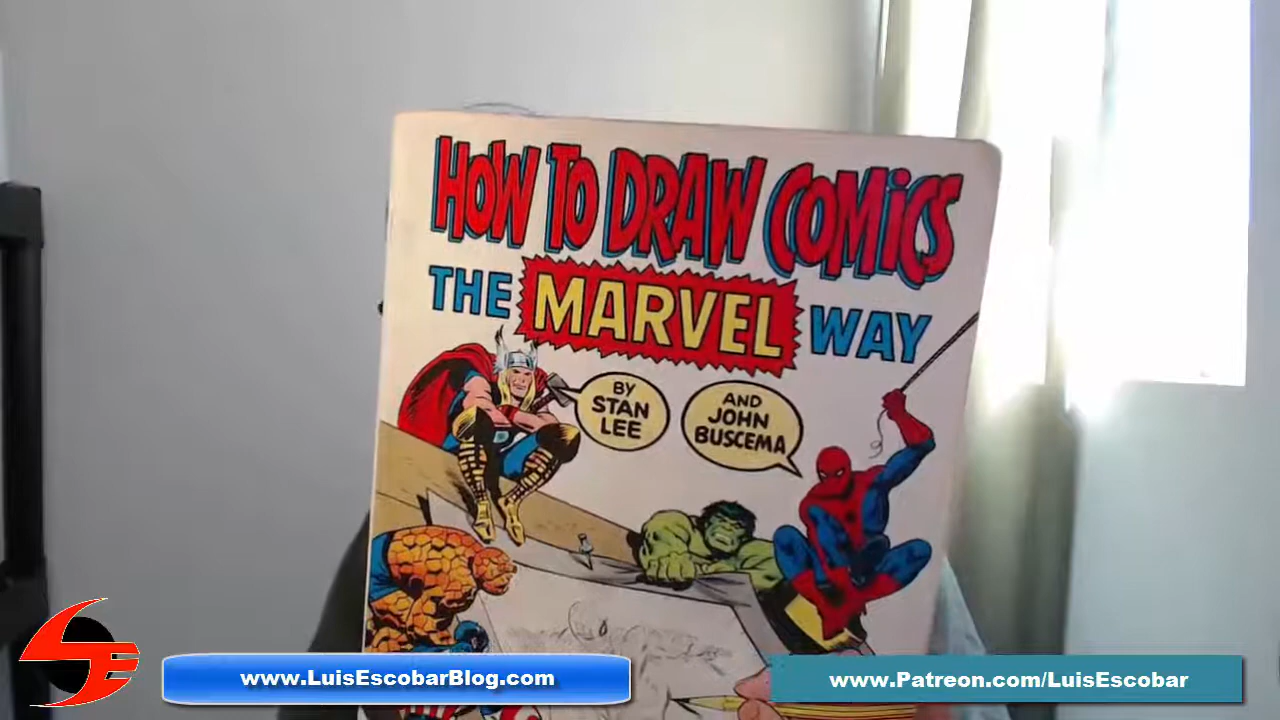 HOW TO DRAW COMICS
THE MARVEL WAY
BY
STAN
LEE
AND
JOHN
BUSCEMA
www.LuisEscobarBlog.com
www.Patreon.com/LuisEscobar